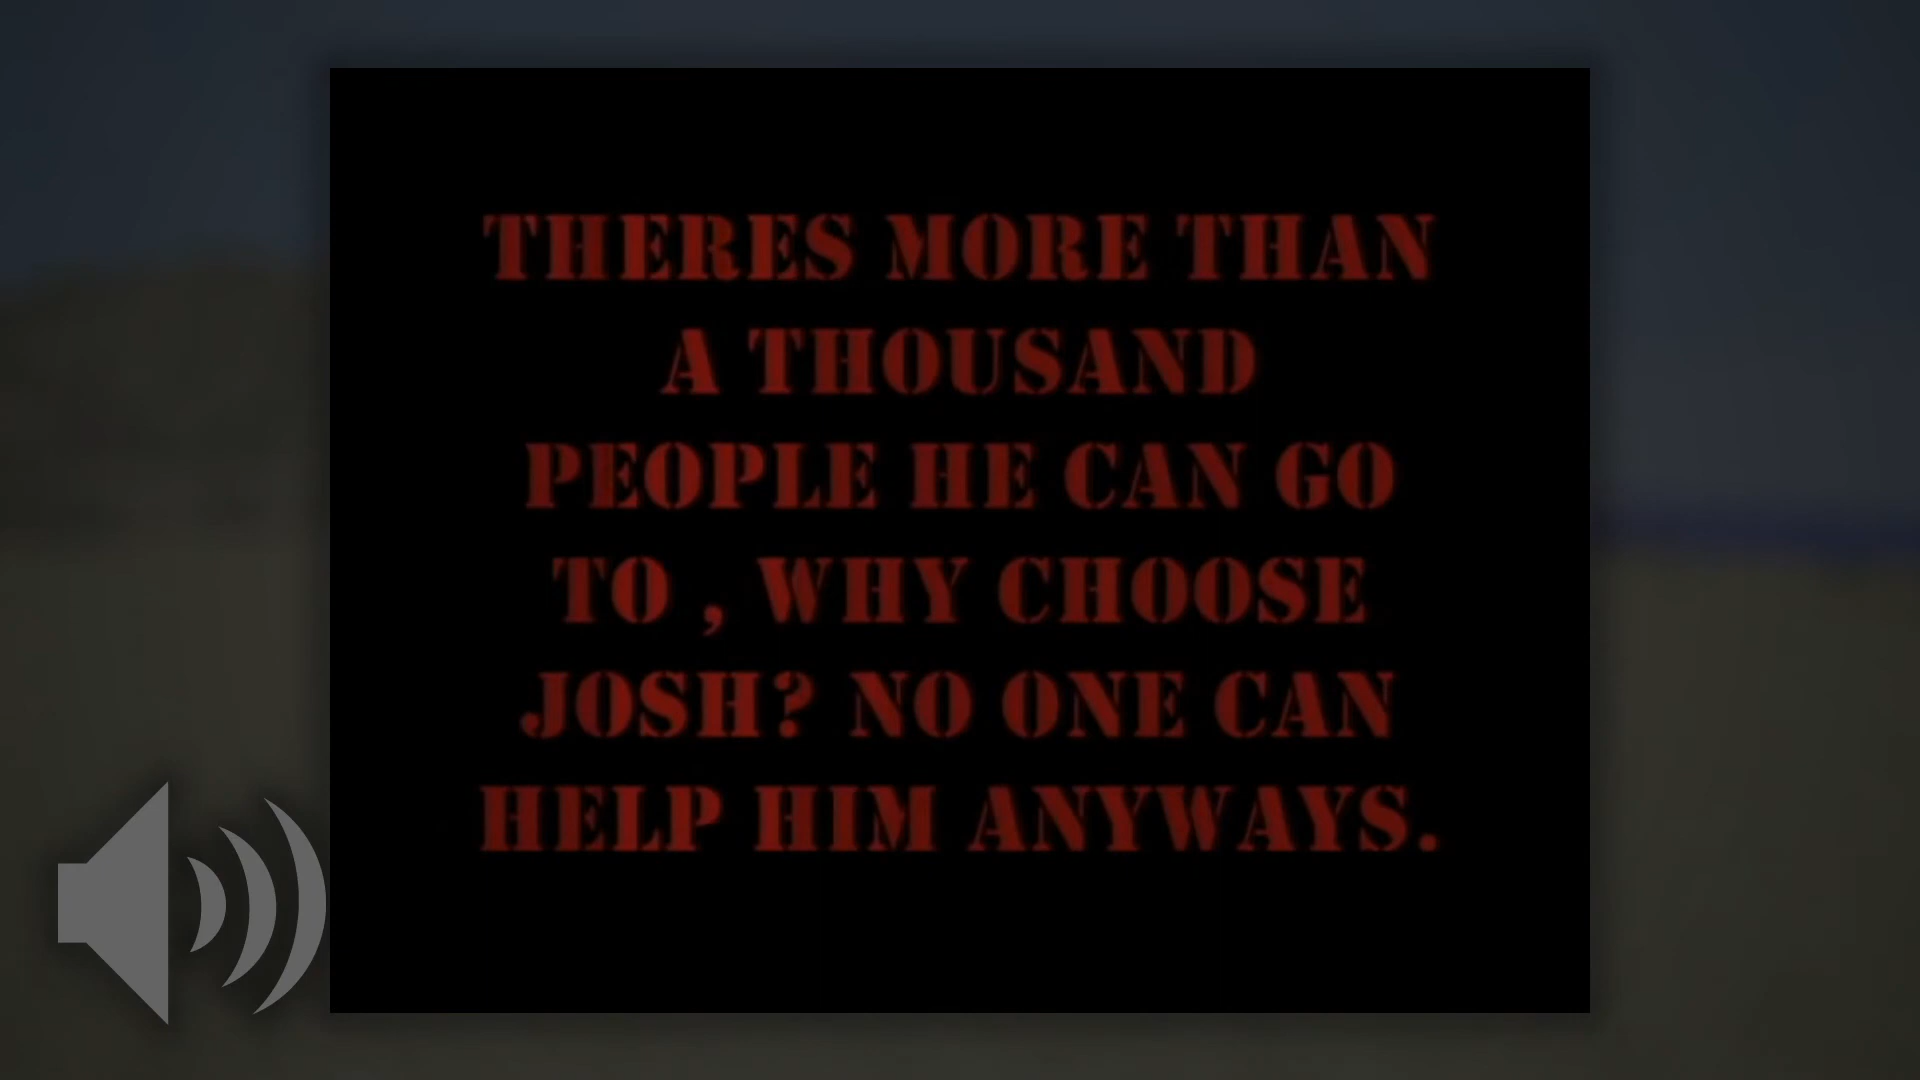 THERES MORE THAN
A THOUSAND
PEOPLE HE CAN GO
TO , WHY CHOOSE
JOSH? NO ONE CAN
HELP HIM ANYWAYS.